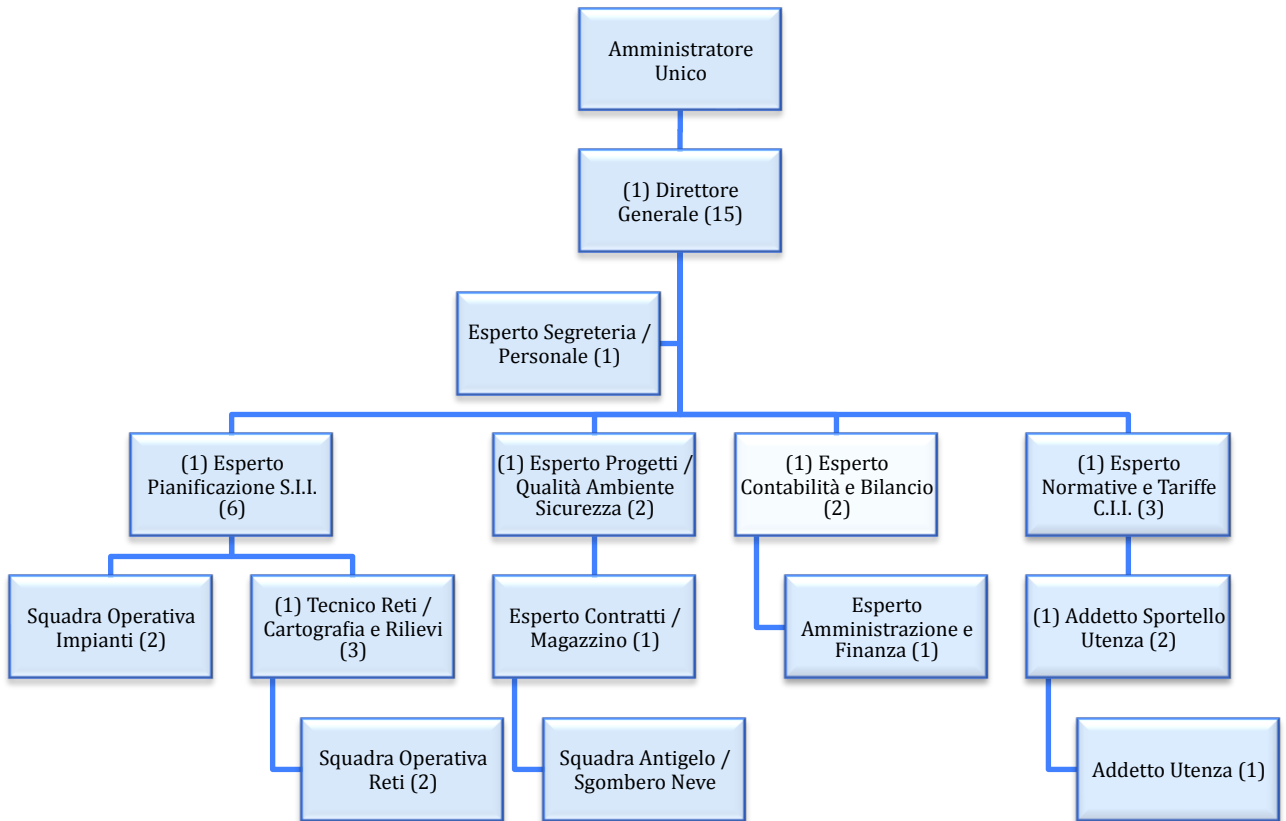 Amministratore
Unico
(1) Direttore
Generale (15)
Esperto Segreteria /
Personale (1)
(1) Esperto
Pianificazione S.I.I.
(6)
(1) Esperto Progetti /
Qualità Ambiente
Sicurezza (2)
(1) Esperto
Contabilità e Bilancio
(2)
(1) Esperto
Normative e Tariffe
C.I.I. (3)
Squadra Operativa
Impianti (2)
(1) Tecnico Reti /
Cartografia e Rilievi
(3)
Esperto Contratti /
Magazzino (1)
Esperto
Amministrazione e
Finanza (1)
(1) Addetto Sportello
Utenza (2)
Squadra Operativa
Reti (2)
Squadra Antigelo /
Sgombero Neve
Addetto Utenza (1)